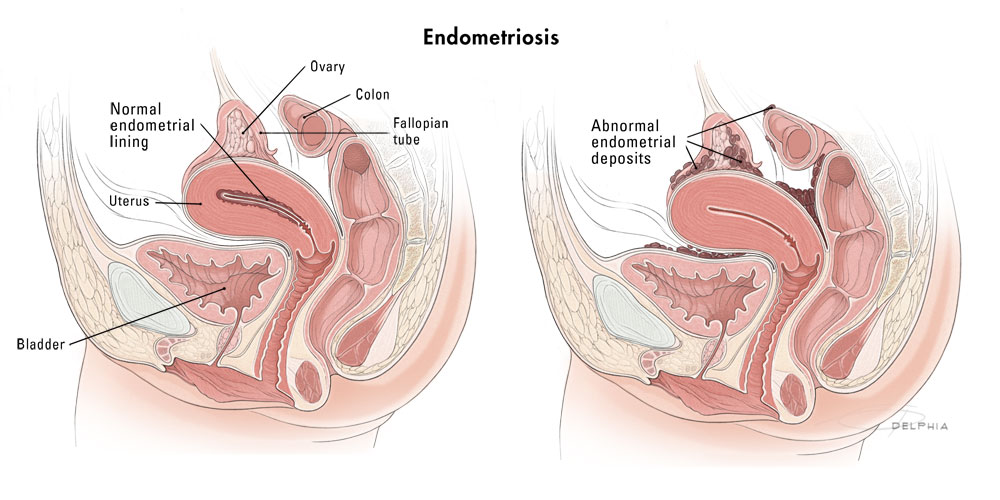 Endometriosis
Ovary
Colon
Normal
endometrial
lining
Fallopian
tube
Uterus
Bladder
Abnormal
endometrial
deposits
DELPHIA